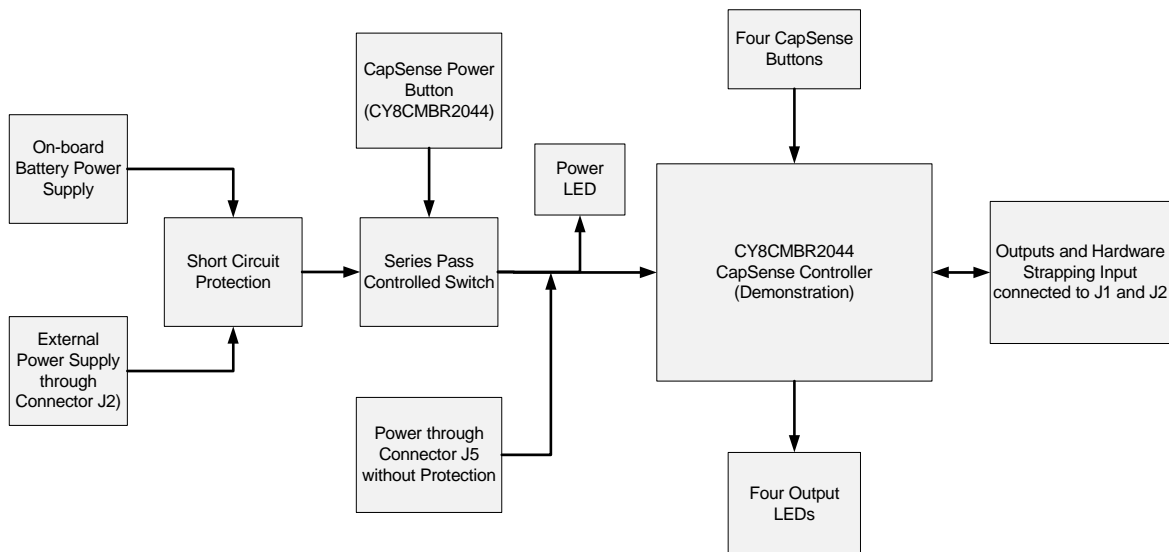 Four CapSense
Buttons
CapSense Power
Button
(CY8CMBR2044)
On-board
Battery Power
Supply
Power
LED
Short Circuit
Protection
Series Pass
Controlled Switch
CY8CMBR2044
CapSense Controller
(Demonstration)
Outputs and Hardware
Strapping Input
connected to J1 and J2
External
Power Supply
through
Connector J2)
Power through
Connector J5
without Protection
Four Output
LEDs